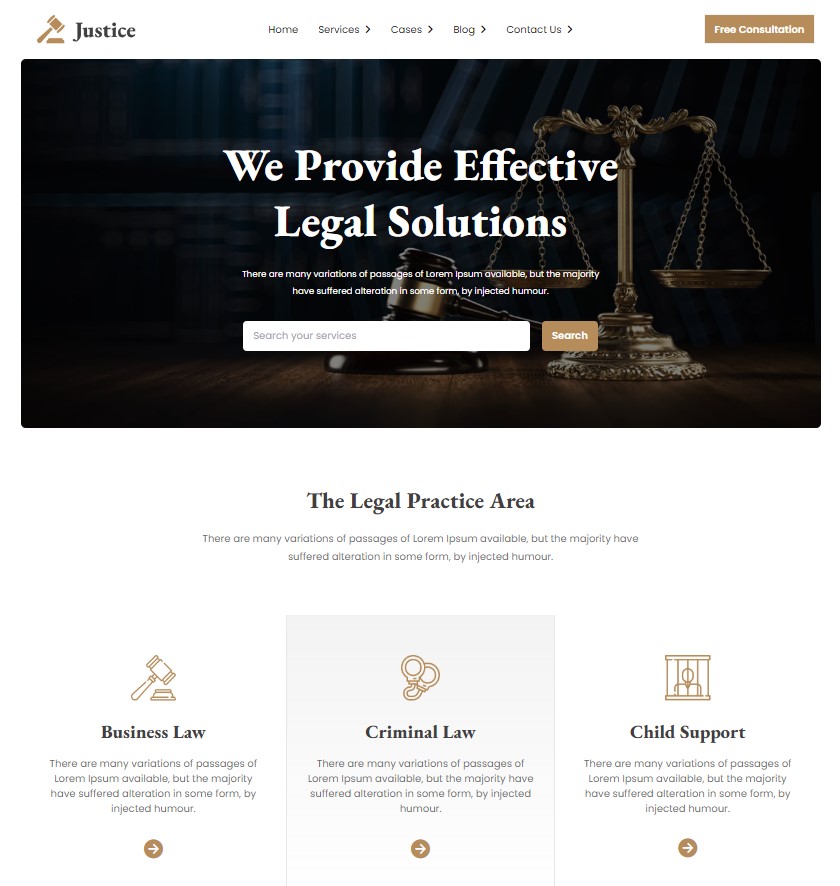 Justice
Home Services Cases Blog Contact Us
Free Consultation
We Provide Effective
Legal Solutions
There are many variations of passages of Lorem Ipsum available, but the majority
have suffered alteration in some form, by injected humour.
Search your services
Search
The Legal Practice Area
There are many variations of passages of Lorem Ipsum available, but the majority have
suffered alteration in some form, by injected humour.
Business Law
There are many variations of passages of
Lorem Ipsum available, but the majority
have suffered alteration in some form, by
injected humour.
Criminal Law
There are many variations of passages of
Lorem Ipsum available, but the majority have
suffered alteration in some form, by injected
humour.
Child Support
There are many variations of passages of
Lorem Ipsum available, but the majority
have suffered alteration in some form, by
injected humour.